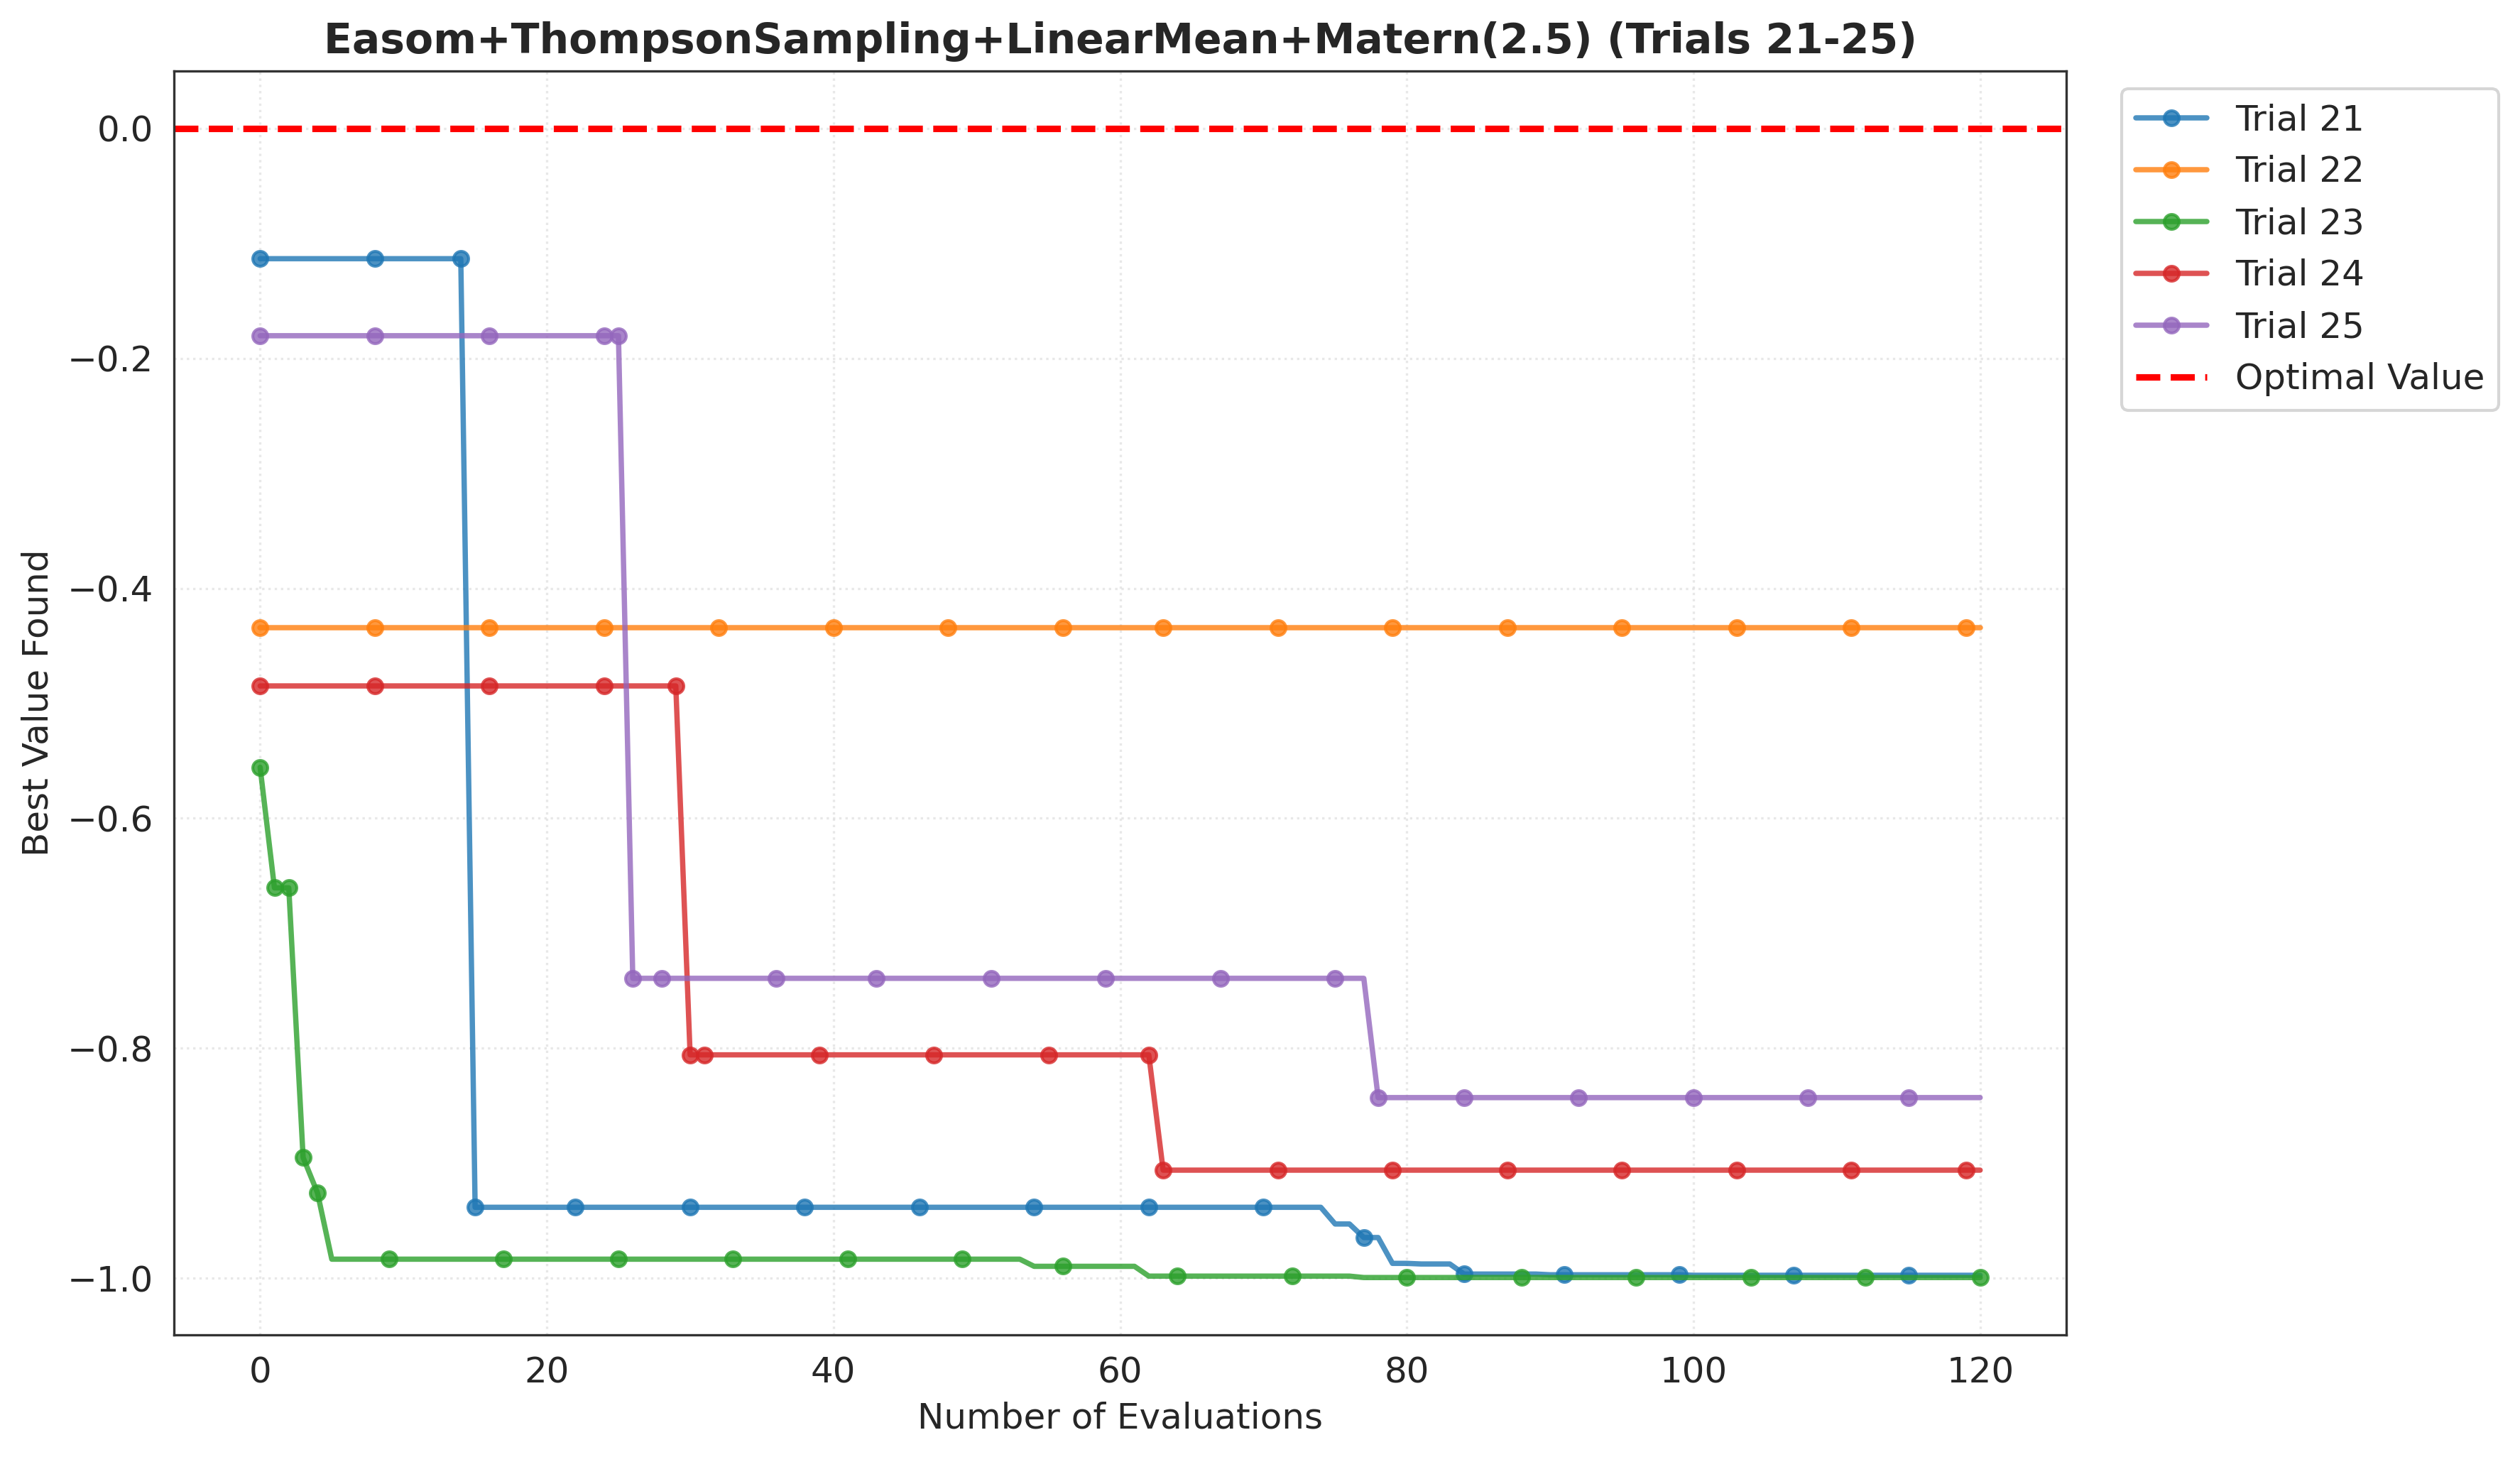 Easom+ThompsonSampling+LinearMean+Matern(2.5) (Trials 21-25)
Best Value Found
0.0
−0.2
−0.4
−0.6
−0.8
−1.0
0 20 40 60 80 100 120
Number of Evaluations
Trial 21
Trial 22
Trial 23
Trial 24
Trial 25
Optimal Value